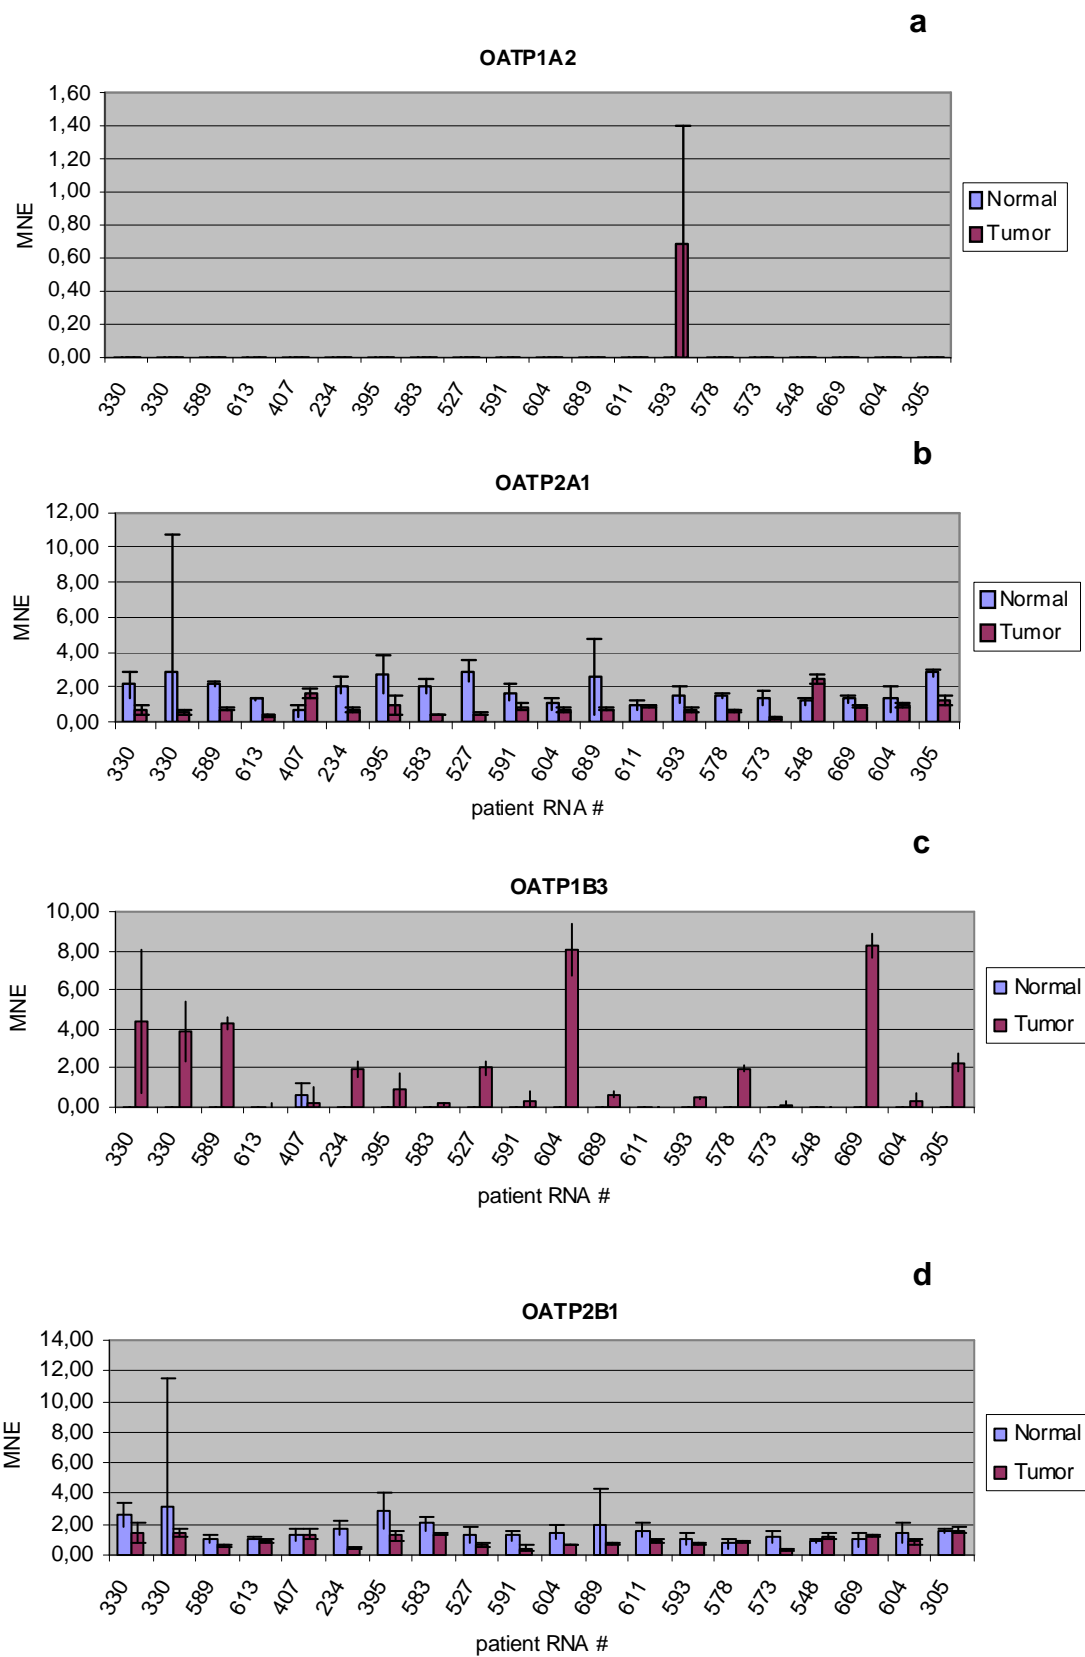 a
OATP1A2
1,60
1,40
1,20
1,00
0,80
0,60
0,40
0,20
0,00
MNE
Normal
Tumor
330 330 589 613 407 234 395 583 527 591 604 689 611 593 578 573 548 669 604 305
b
OATP2A1
12,00
10,00
8,00
6,00
4,00
2,00
0,00
MNE
Normal
Tumor
330 330 589 613 407 234 395 583 527 591 604 689 611 593 578 573 548 669 604 305
patient RNA #
c
OATP1B3
10,00
8,00
6,00
4,00
2,00
0,00
MNE
Normal
Tumor
330 330 589 613 407 234 395 583 527 591 604 689 611 593 578 573 548 669 604 305
patient RNA #
d
OATP2B1
14,00
12,00
10,00
8,00
6,00
4,00
2,00
0,00
MNE
Normal
Tumor
330 330 589 613 407 234 395 583 527 591 604 689 611 593 578 573 548 669 604 305
patient RNA #